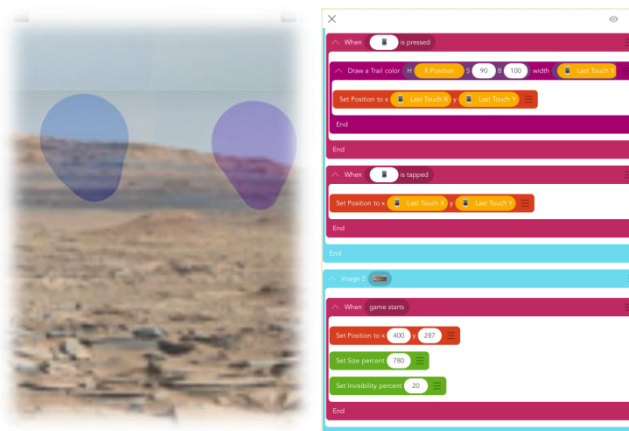 When is pressed
Draw a Trail color H X Position S 90 B 100 width Last Touch Y
Set Position to x Last Touch X y Last Touch Y
End
End
When is tapped
Set Position to x Last Touch X y Last Touch Y
End
End
Image 2
When game starts
Set Position to x 400 y 287
Set Size percent 780
Set Invisibility percent 20
End